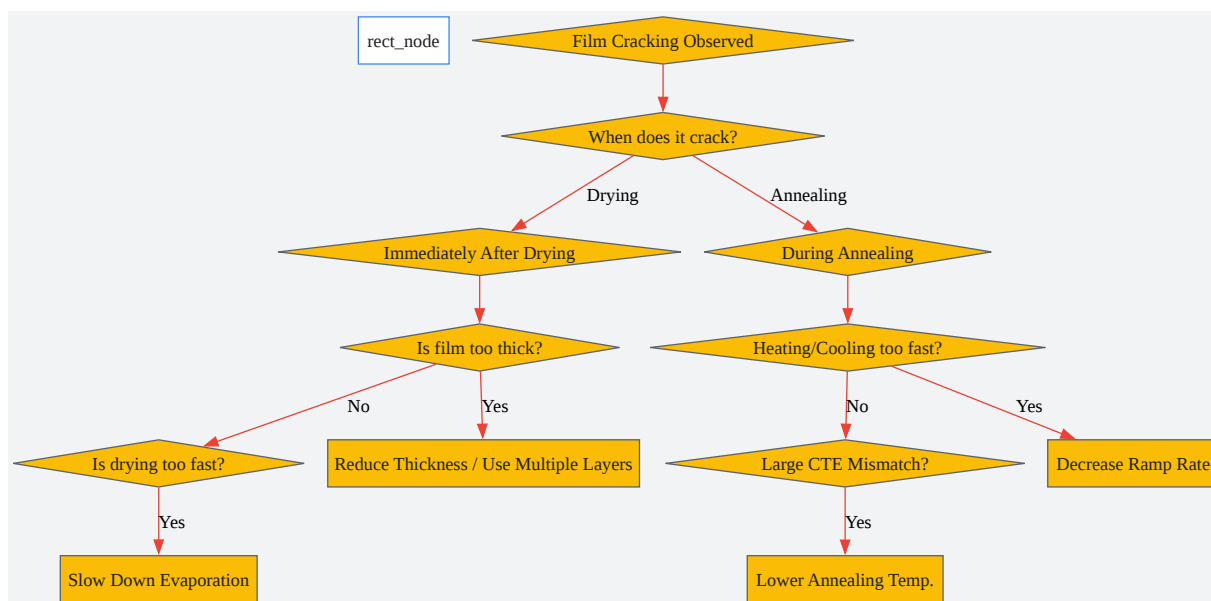 rect_node
Film Cracking Observed
When does it crack?
Drying
Annealing
Immediately After Drying
During Annealing
Is film too thick?
Heating/Cooling too fast?
No
Yes
No
Yes
Is drying too fast?
Reduce Thickness / Use Multiple Layers
Large CTE Mismatch?
Decrease Ramp Rate
Yes
Yes
Slow Down Evaporation
Lower Annealing Temp.